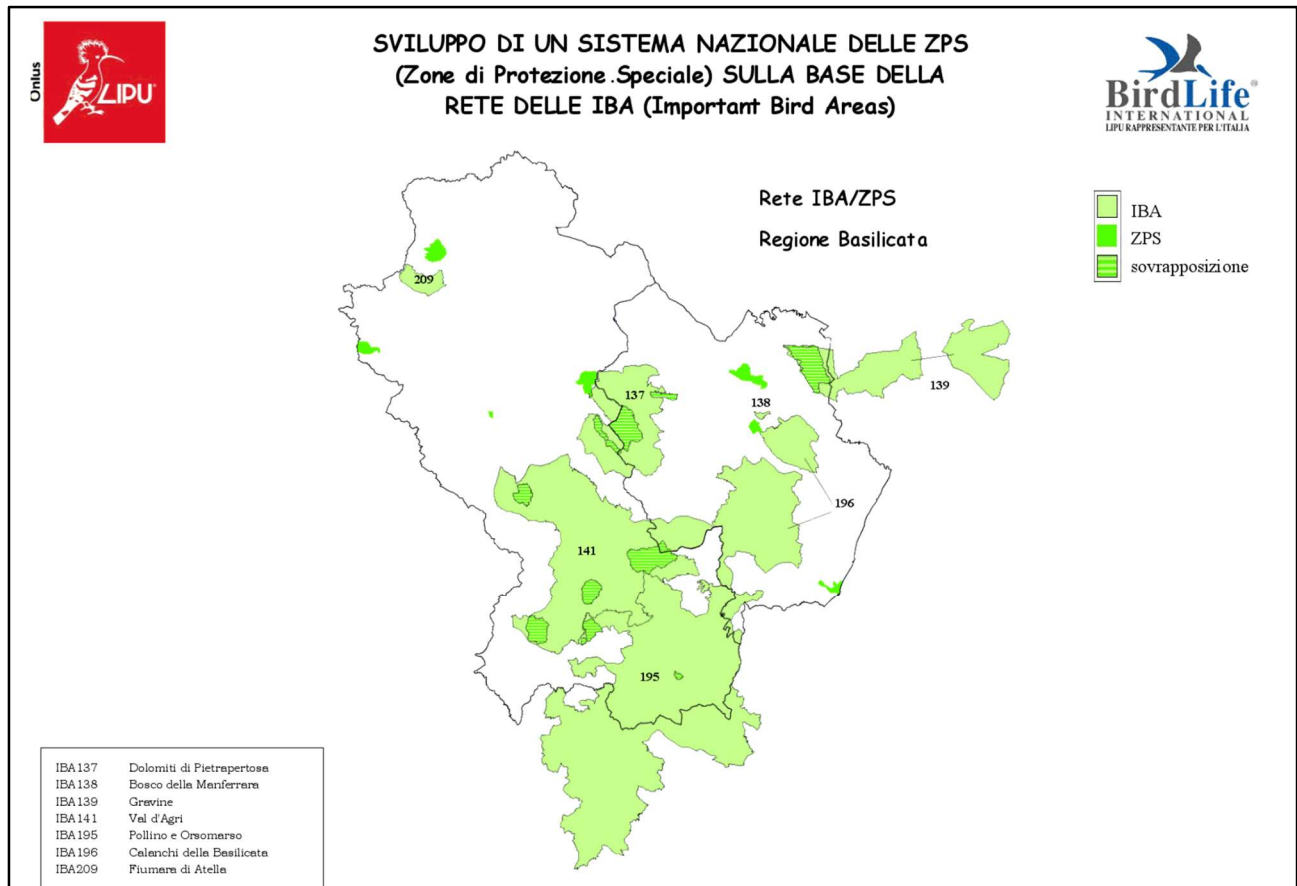 Onlus
LIPU
SVILUPPO DI UN SISTEMA NAZIONALE DELLE ZPS
(Zone di Protezione.Speciale) SULLA BASE DELLA
RETE DELLE IBA (Important Bird Areas)
BirdLife®
INTERNATIONAL
LIPU RAPPRESENTANTE PER L'ITALIA
Rete IBA/ZPS
Regione Basilicata
IBA
ZPS
sovrapposizione
209
137
138
139
196
141
195
IBA137 Dolomiti di Pietrapertosa
IBA138 Bosco della Manferrara
IBA139 Gravine
IBA141 Val d'Agri
IBA195 Pollino e Orsomarso
IBA196 Calanchi della Basilicata
IBA209 Fiumara di Atella